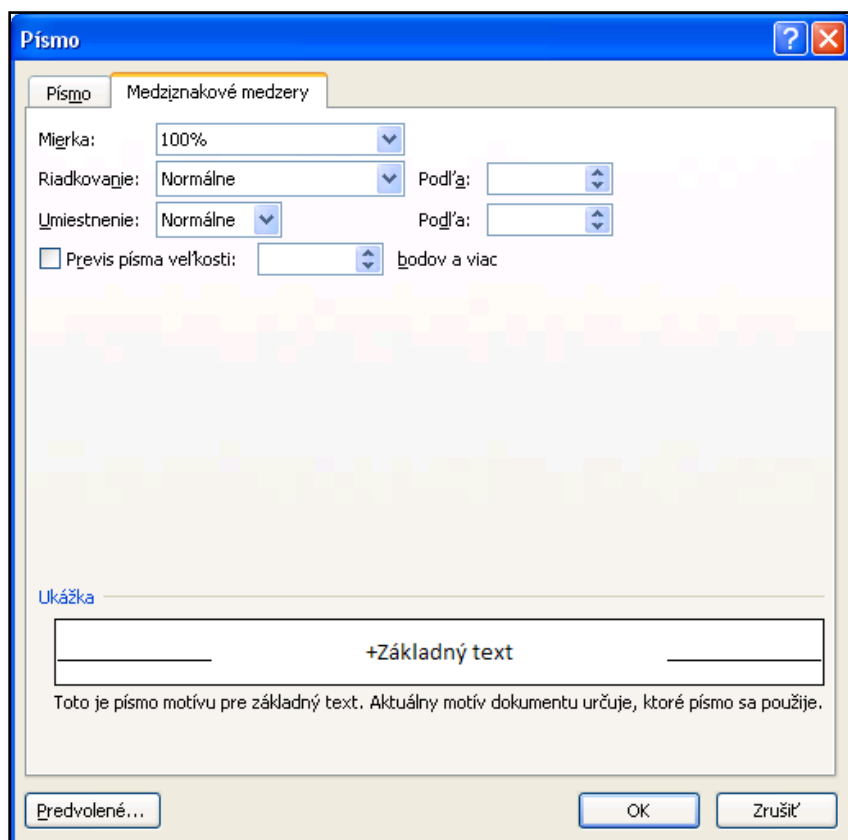 Písmo
Písmo Medziznakové medzery
Mierka: 100%
Riadkovanie: Normálne Podľa:
Umiestnenie: Normálne Podľa:
Previs písma veľkosti: bodov a viac
Ukážka
+Základný text
Toto je písmo motívu pre základný text. Aktuálny motív dokumentu určuje, ktoré písmo sa použije.
Predvolené... OK Zrušiť